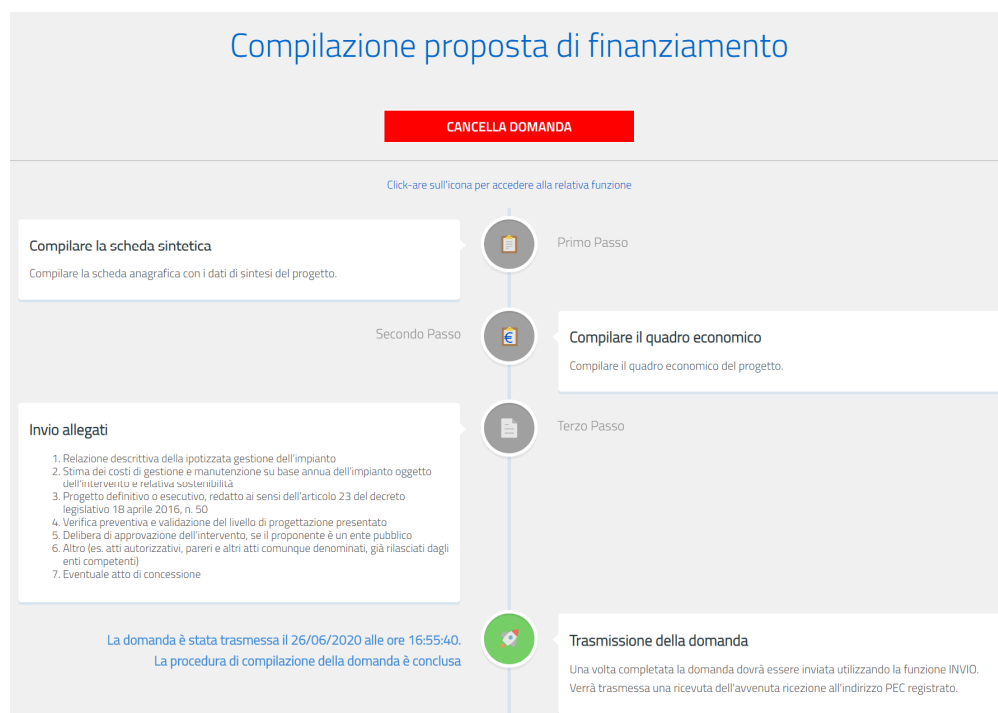 Compilazione proposta di finanziamento
CANCELLA DOMANDA
Click-are sull'icona per accedere alla relativa funzione
Compilare la scheda sintetica
Compilare la scheda anagrafica con i dati di sintesi del progetto.
Primo Passo
Secondo Passo
Compilare il quadro economico
Compilare il quadro economico del progetto.
Invio allegati
1. Relazione descrittiva della ipotizzata gestione dell'impianto
2. Stima dei costi di gestione e manutenzione su base annua dell'impianto oggetto
dell'intervento e relativa sostenibilità
3. Progetto definitivo o esecutivo, redatto ai sensi dell'articolo 23 del decreto
legislativo 18 aprile 2016, n. 50
4. Verifica preventiva e validazione del livello di progettazione presentato
5. Delibera di approvazione dell'intervento, se il proponente è un ente pubblico
6. Altro (es. atti autorizzativi, pareri e altri atti comunque denominati, già rilasciati dagli
enti competenti)
7. Eventuale atto di concessione
Terzo Passo
La domanda è stata trasmessa il 26/06/2020 alle ore 16:55:40.
La procedura di compilazione della domanda è conclusa
Trasmissione della domanda
Una volta completata la domanda dovrà essere inviata utilizzando la funzione INVIO.
Verrà trasmessa una ricevuta dell'avvenuta ricezione all'indirizzo PEC registrato.